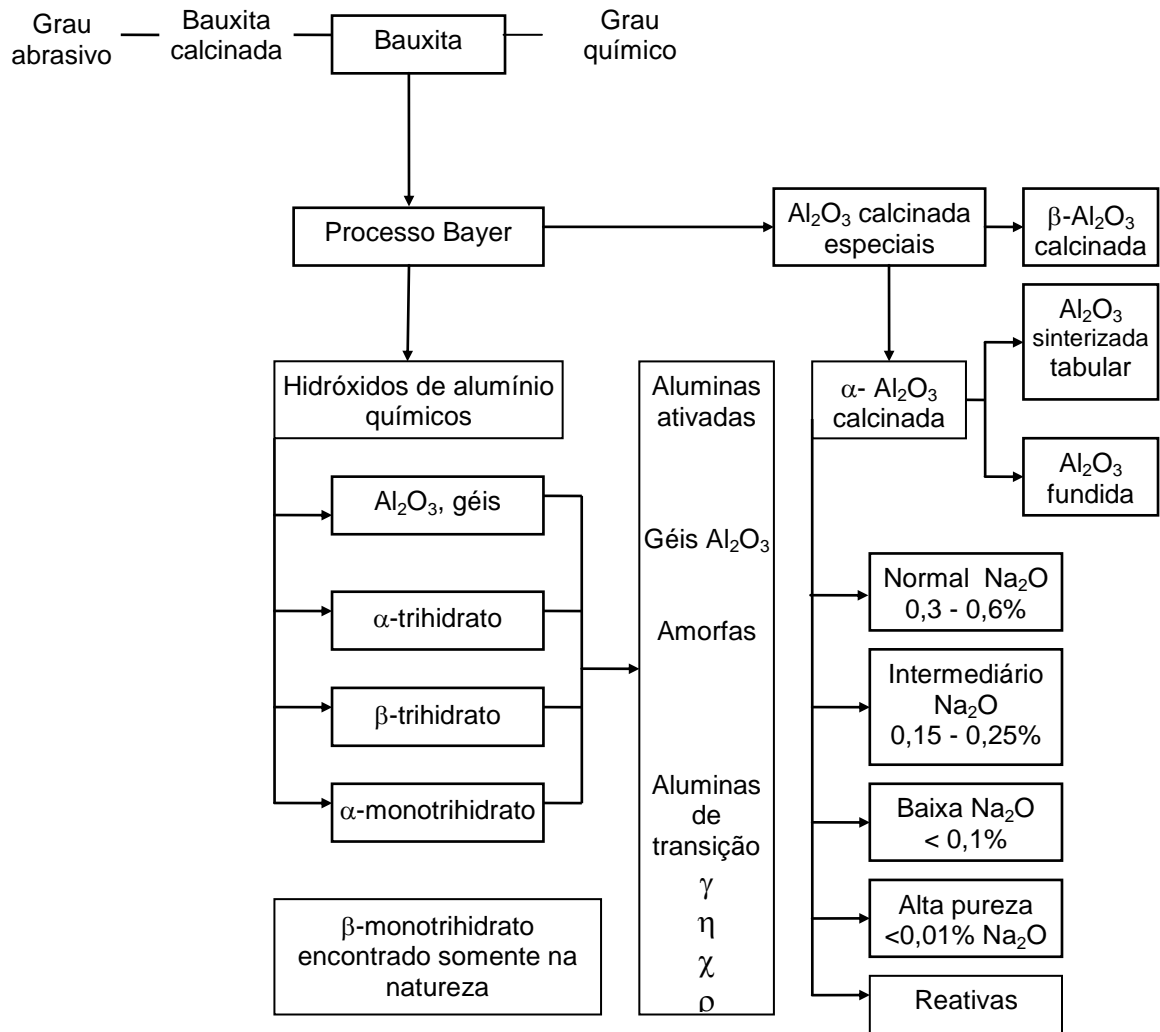 Grau
abrasivo
Bauxita
calcinada
Bauxita
Grau
químico
Processo Bayer
Al₂O₃ calcinada
especiais
β-Al₂O₃
calcinada
Al₂O₃
sinterizada
tabular
Hidróxidos de alumínio
químicos
Aluminas
ativadas
α- Al₂O₃
calcinada
Al₂O₃
fundida
Al₂O₃, géis
α-trihidrato
β-trihidrato
α-monotrihidrato
β-monotrihidrato
encontrado somente na
natureza
Géis Al₂O₃
Amorfas
Aluminas
de
transição
γ
η
χ
ρ
Normal Na₂O
0,3 - 0,6%
Intermediário
Na₂O
0,15 - 0,25%
Baixa Na₂O
< 0,1%
Alta pureza
<0,01% Na₂O
Reativas